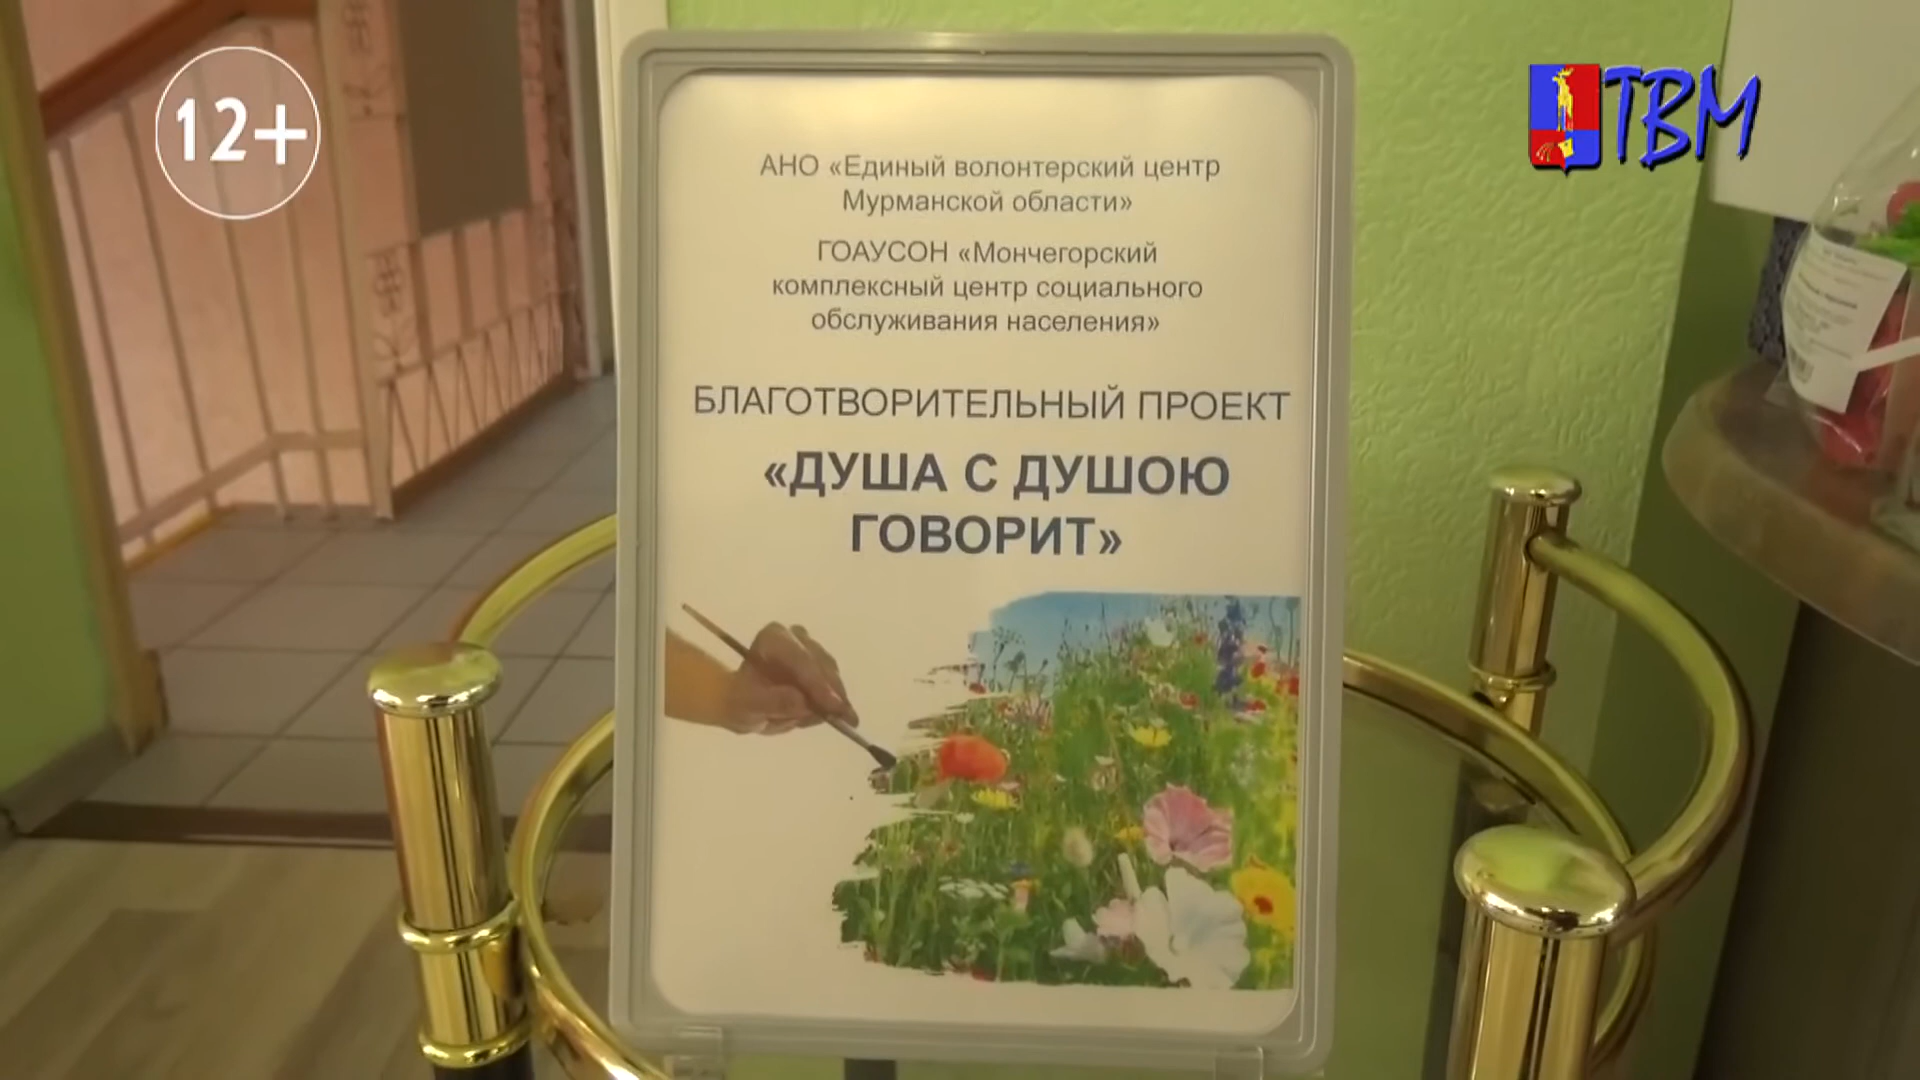 12+
ТВМ
АНО «Единый волонтерский центр
Мурманской области»
ГОАУСОН «Мончегорский
комплексный центр социального
обслуживания населения»
БЛАГОТВОРИТЕЛЬНЫЙ ПРОЕКТ
«ДУША С ДУШОЮ
ГОВОРИТ»